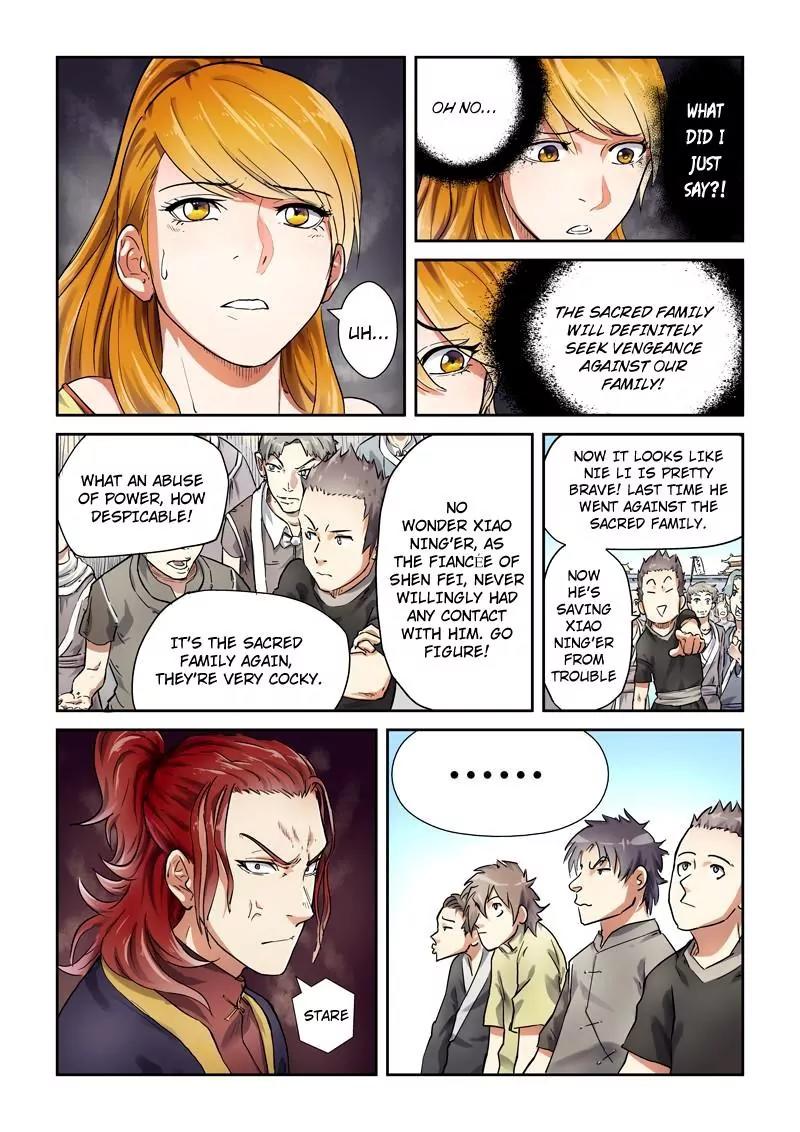 UH...
OH NO...
WHAT
DID I
JUST
SAY?!
THE SACRED FAMILY
WILL DEFINITELY
SEEK VENGEANCE
AGAINST OUR
FAMILY!
WHAT AN ABUSE
OF POWER, HOW
DESPICABLE!
IT'S THE SACRED
FAMILY AGAIN,
THEY'RE VERY COCKY.
NO
WONDER XIAO
NING'ER, AS
THE FIANCÉE OF
SHEN FEI, NEVER
WILLINGLY HAD
ANY CONTACT
WITH HIM. GO
FIGURE!
NOW IT LOOKS LIKE
NIE LI IS PRETTY
BRAVE! LAST TIME HE
WENT AGAINST THE
SACRED FAMILY.
NOW
HE'S
SAVING
XIAO
NING'ER
FROM
TROUBLE
STARE
......